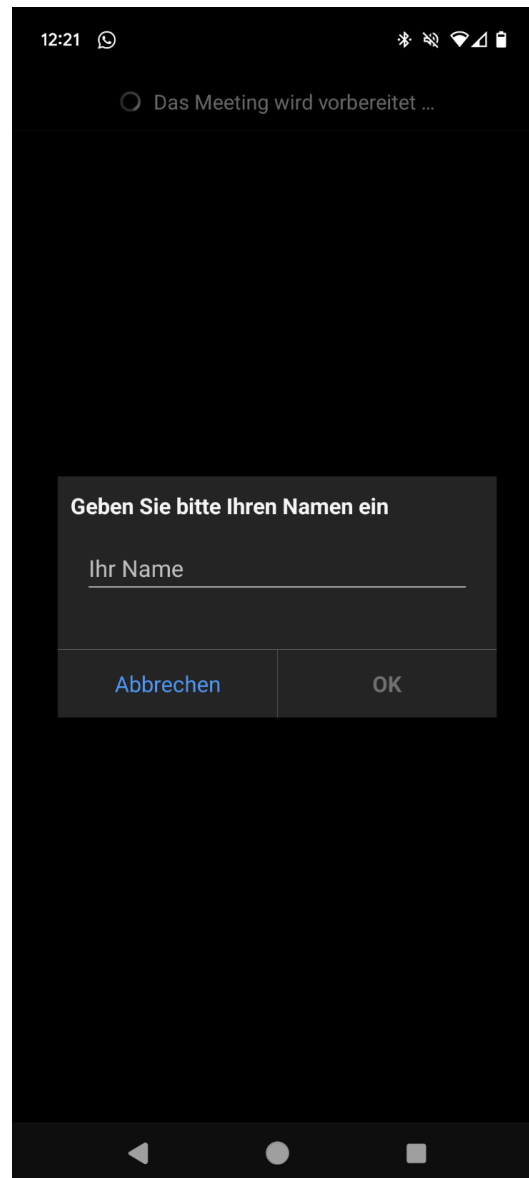 12:21
Das Meeting wird vorbereitet ...
Geben Sie bitte Ihren Namen ein
Ihr Name
Abbrechen
OK